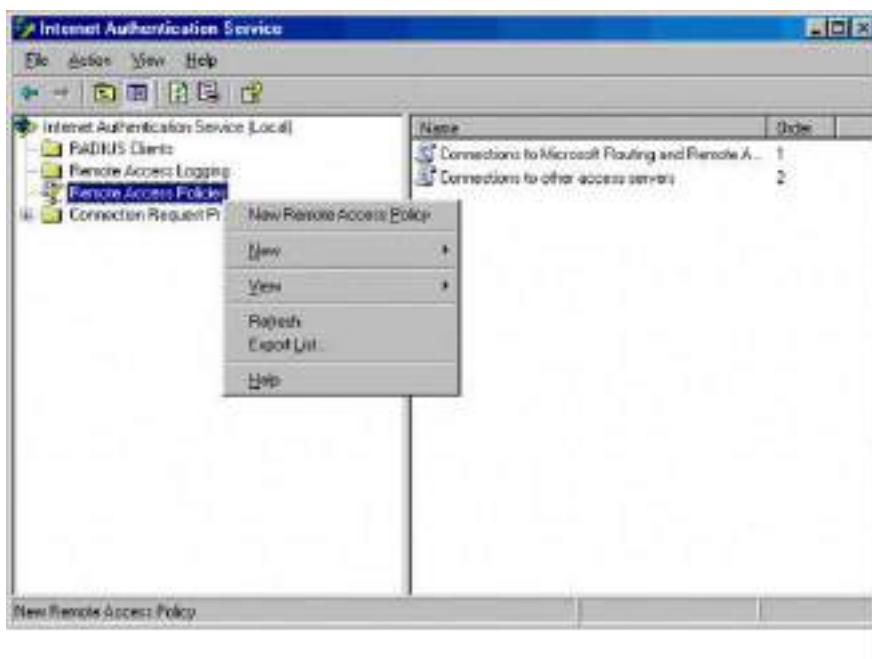 Internet Authentication Service
File Action View Help
Internet Authentication Service (Local)
RADIUS Clients
Remote Access Logging
Remote Access Policies
Connection Request P
New Remote Access Policy
New
View
Refresh
Export List...
Help
Name Order
Connections to Microsoft Routing and Remote A... 1
Connections to other access servers 2
New Remote Access Policy